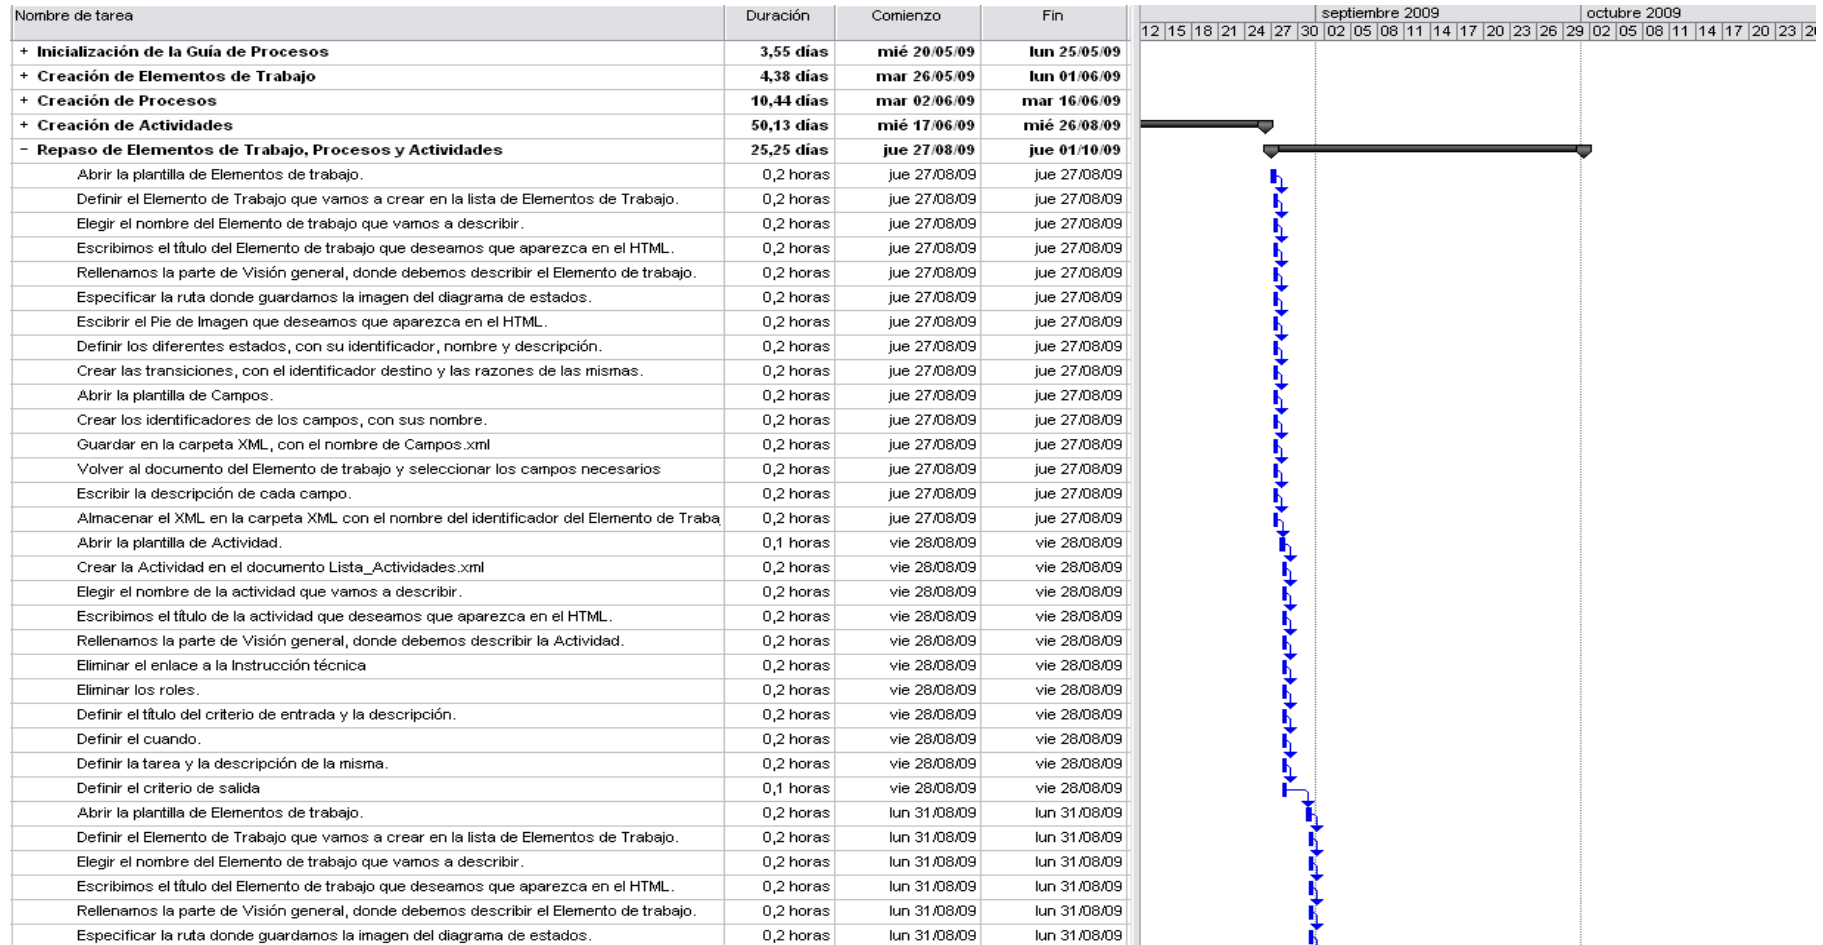 Nombre de tarea Duración Comienzo Fin septiembre 2009 octubre 2009
12 15 18 21 24 27 30 02 05 08 11 14 17 20 23 26 29 02 05 08 11 14 17 20 23
+ Inicialización de la Guía de Procesos 3,55 días mié 20/05/09 lun 25/05/09
+ Creación de Elementos de Trabajo 4,38 días mar 26/05/09 lun 01/06/09
+ Creación de Procesos 10,44 días mar 02/06/09 mar 16/06/09
+ Creación de Actividades 50,13 días mié 17/06/09 mié 26/08/09
- Repaso de Elementos de Trabajo, Procesos y Actividades 25,25 días jue 27/08/09 jue 01/10/09
Abrir la plantilla de Elementos de trabajo. 0,2 horas jue 27/08/09 jue 27/08/09
Definir el Elemento de Trabajo que vamos a crear en la lista de Elementos de Trabajo. 0,2 horas jue 27/08/09 jue 27/08/09
Elegir el nombre del Elemento de trabajo que vamos a describir. 0,2 horas jue 27/08/09 jue 27/08/09
Escribimos el título del Elemento de trabajo que deseamos que aparezca en el HTML. 0,2 horas jue 27/08/09 jue 27/08/09
Rellenamos la parte de Visión general, donde debemos describir el Elemento de trabajo. 0,2 horas jue 27/08/09 jue 27/08/09
Especificar la ruta donde guardamos la imagen del diagrama de estados. 0,2 horas jue 27/08/09 jue 27/08/09
Escibrir el Pie de Imagen que deseamos que aparezca en el HTML. 0,2 horas jue 27/08/09 jue 27/08/09
Definir los diferentes estados, con su identificador, nombre y descripción. 0,2 horas jue 27/08/09 jue 27/08/09
Crear las transiciones, con el identificador destino y las razones de las mismas. 0,2 horas jue 27/08/09 jue 27/08/09
Abrir la plantilla de Campos. 0,2 horas jue 27/08/09 jue 27/08/09
Crear los identificadores de los campos, con sus nombre. 0,2 horas jue 27/08/09 jue 27/08/09
Guardar en la carpeta XML, con el nombre de Campos.xml 0,2 horas jue 27/08/09 jue 27/08/09
Volver al documento del Elemento de trabajo y seleccionar los campos necesarios 0,2 horas jue 27/08/09 jue 27/08/09
Escribir la descripción de cada campo. 0,2 horas jue 27/08/09 jue 27/08/09
Almacenar el XML en la carpeta XML con el nombre del identificador del Elemento de Traba 0,2 horas jue 27/08/09 jue 27/08/09
Abrir la plantilla de Actividad. 0,1 horas vie 28/08/09 vie 28/08/09
Crear la Actividad en el documento Lista_Actividades.xml 0,2 horas vie 28/08/09 vie 28/08/09
Elegir el nombre de la actividad que vamos a describir. 0,2 horas vie 28/08/09 vie 28/08/09
Escribimos el título de la actividad que deseamos que aparezca en el HTML. 0,2 horas vie 28/08/09 vie 28/08/09
Rellenamos la parte de Visión general, donde debemos describir la Actividad. 0,2 horas vie 28/08/09 vie 28/08/09
Eliminar el enlace a la Instrucción técnica 0,2 horas vie 28/08/09 vie 28/08/09
Eliminar los roles. 0,2 horas vie 28/08/09 vie 28/08/09
Definir el título del criterio de entrada y la descripción. 0,2 horas vie 28/08/09 vie 28/08/09
Definir el cuando. 0,2 horas vie 28/08/09 vie 28/08/09
Definir la tarea y la descripción de la misma. 0,2 horas vie 28/08/09 vie 28/08/09
Definir el criterio de salida 0,1 horas vie 28/08/09 vie 28/08/09
Abrir la plantilla de Elementos de trabajo. 0,2 horas lun 31/08/09 lun 31/08/09
Definir el Elemento de Trabajo que vamos a crear en la lista de Elementos de Trabajo. 0,2 horas lun 31/08/09 lun 31/08/09
Elegir el nombre del Elemento de trabajo que vamos a describir. 0,2 horas lun 31/08/09 lun 31/08/09
Escribimos el título del Elemento de trabajo que deseamos que aparezca en el HTML. 0,2 horas lun 31/08/09 lun 31/08/09
Rellenamos la parte de Visión general, donde debemos describir el Elemento de trabajo. 0,2 horas lun 31/08/09 lun 31/08/09
Especificar la ruta donde guardamos la imagen del diagrama de estados. 0,2 horas lun 31/08/09 lun 31/08/09